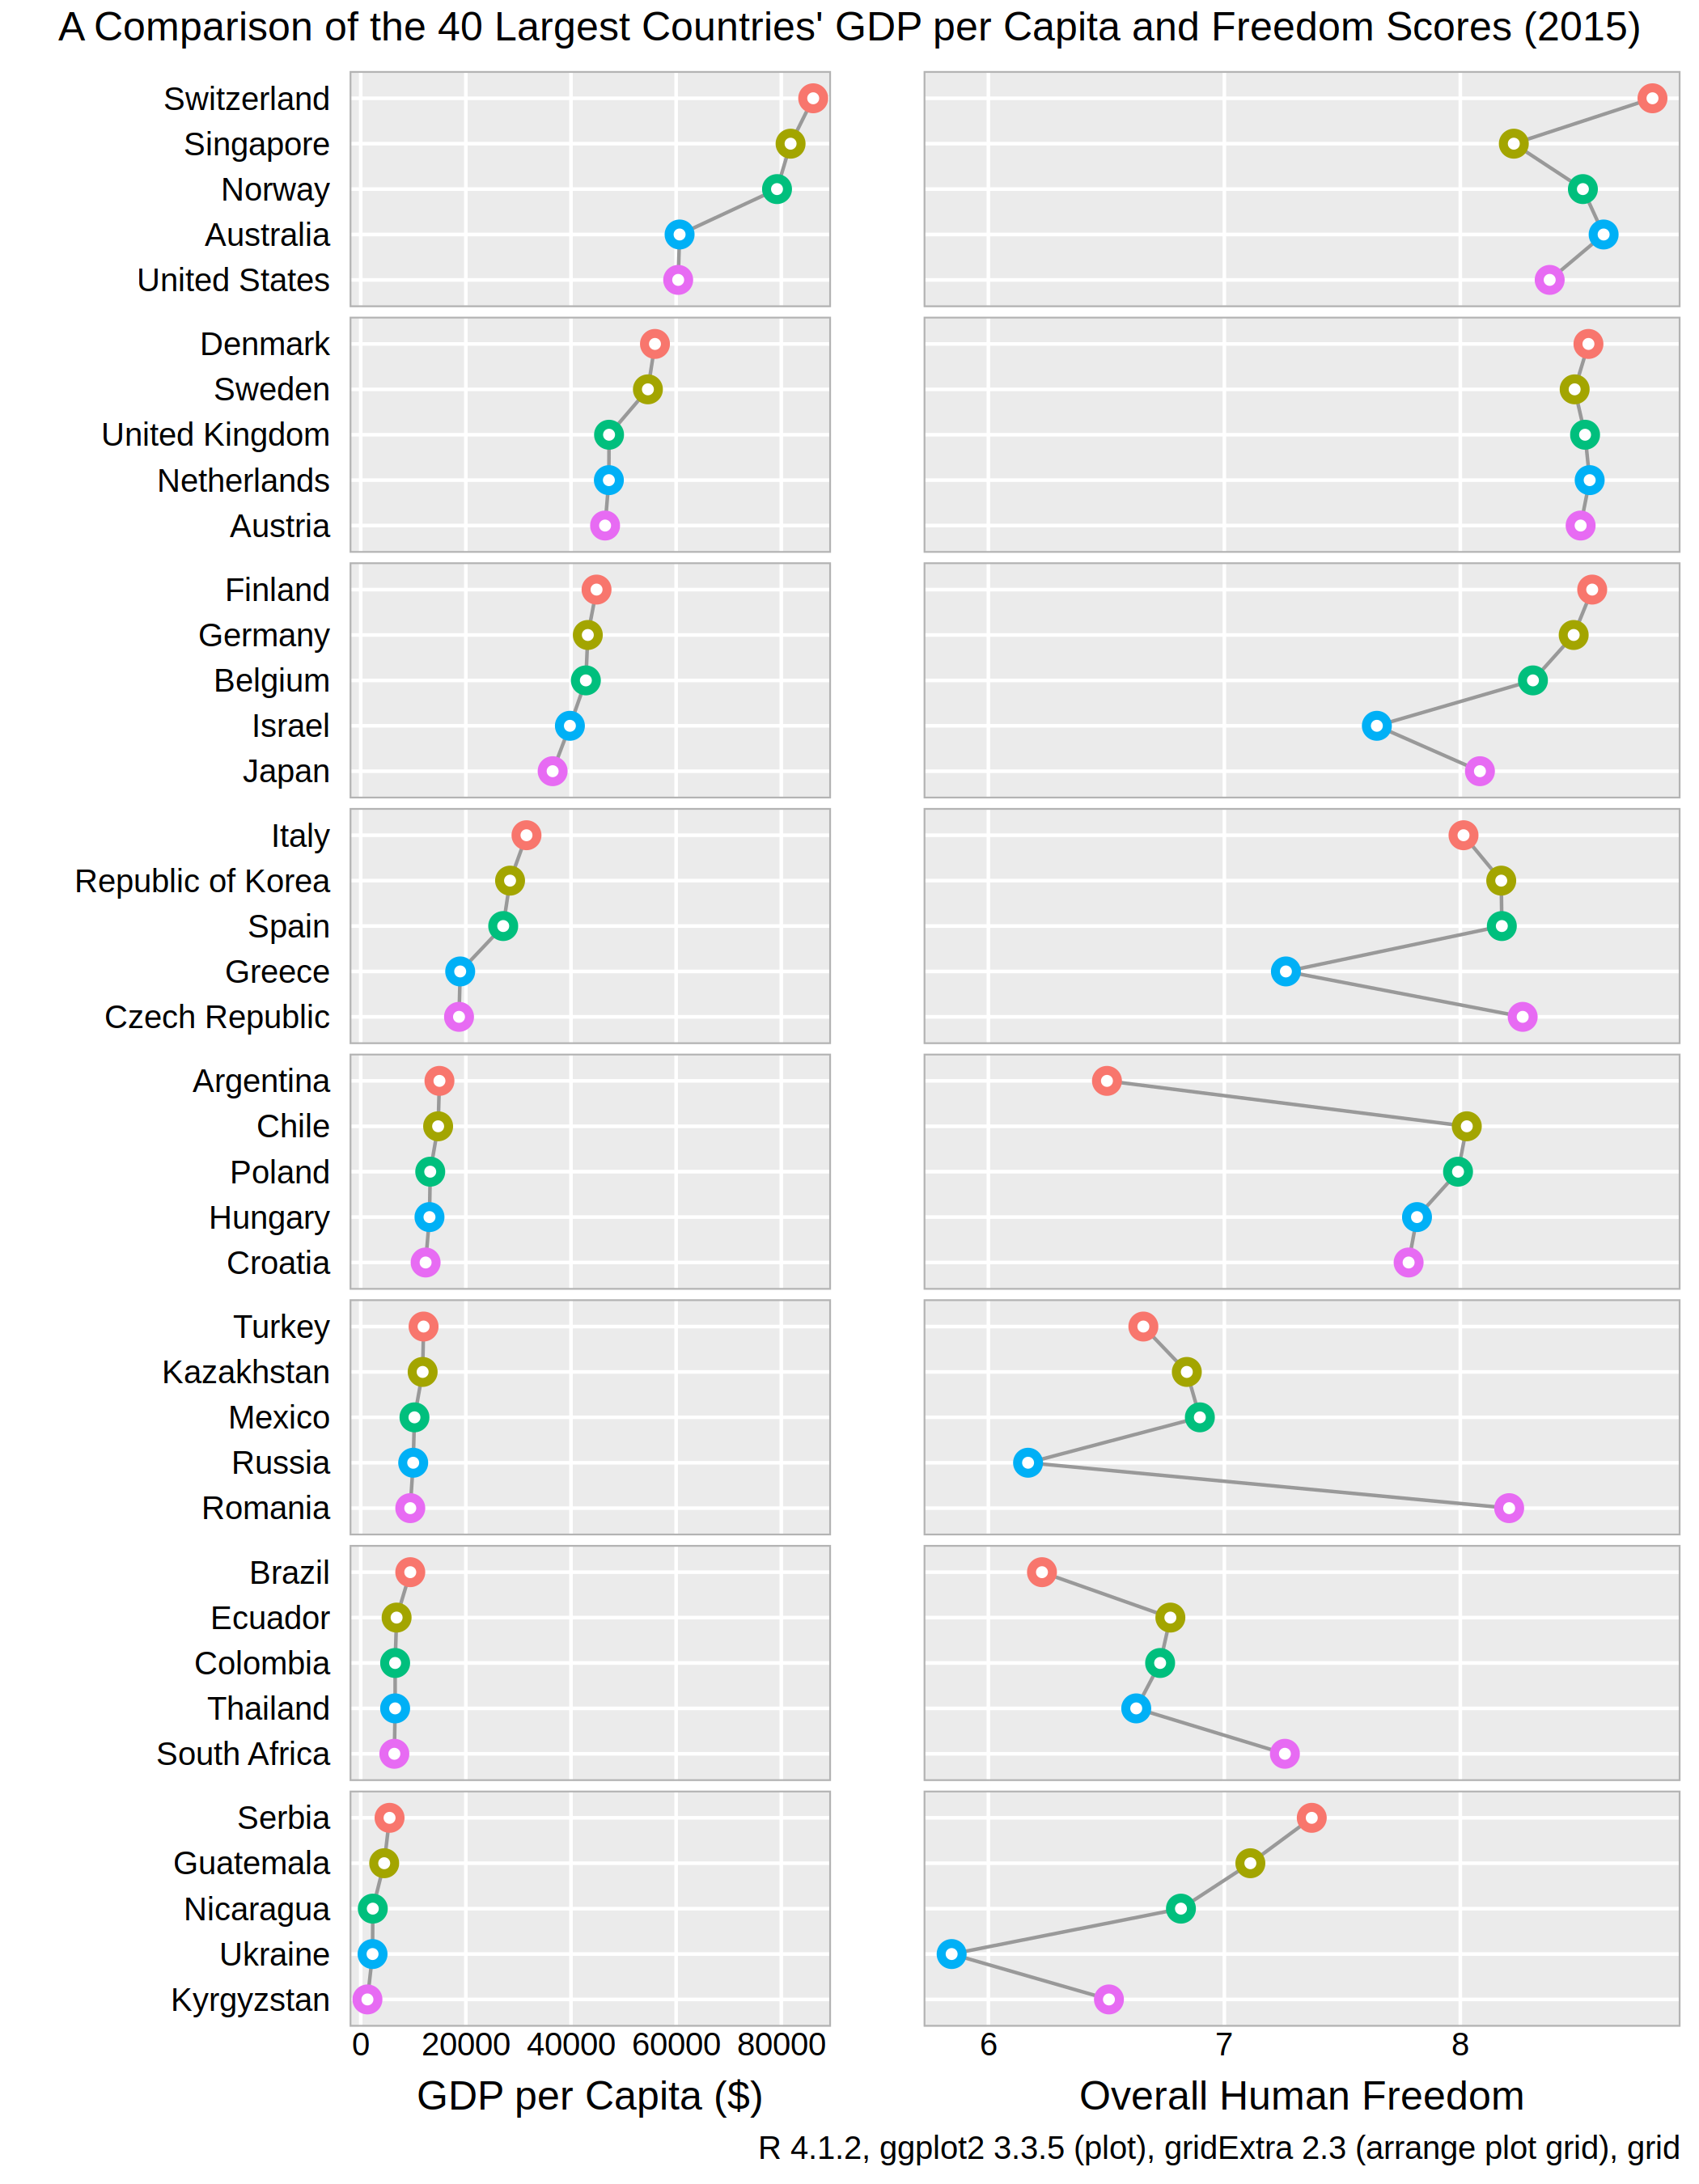 A Comparison of the 40 Largest Countries' GDP per Capita and Freedom Scores (2015)
Switzerland
Singapore
Norway
Australia
United States
Denmark
Sweden
United Kingdom
Netherlands
Austria
Finland
Germany
Belgium
Israel
Japan
Italy
Republic of Korea
Spain
Greece
Czech Republic
Argentina
Chile
Poland
Hungary
Croatia
Turkey
Kazakhstan
Mexico
Russia
Romania
Brazil
Ecuador
Colombia
Thailand
South Africa
Serbia
Guatemala
Nicaragua
Ukraine
Kyrgyzstan
0 20000 40000 60000 80000 6 7 8
GDP per Capita ($) Overall Human Freedom
R 4.1.2, ggplot2 3.3.5 (plot), gridExtra 2.3 (arrange plot grid), grid